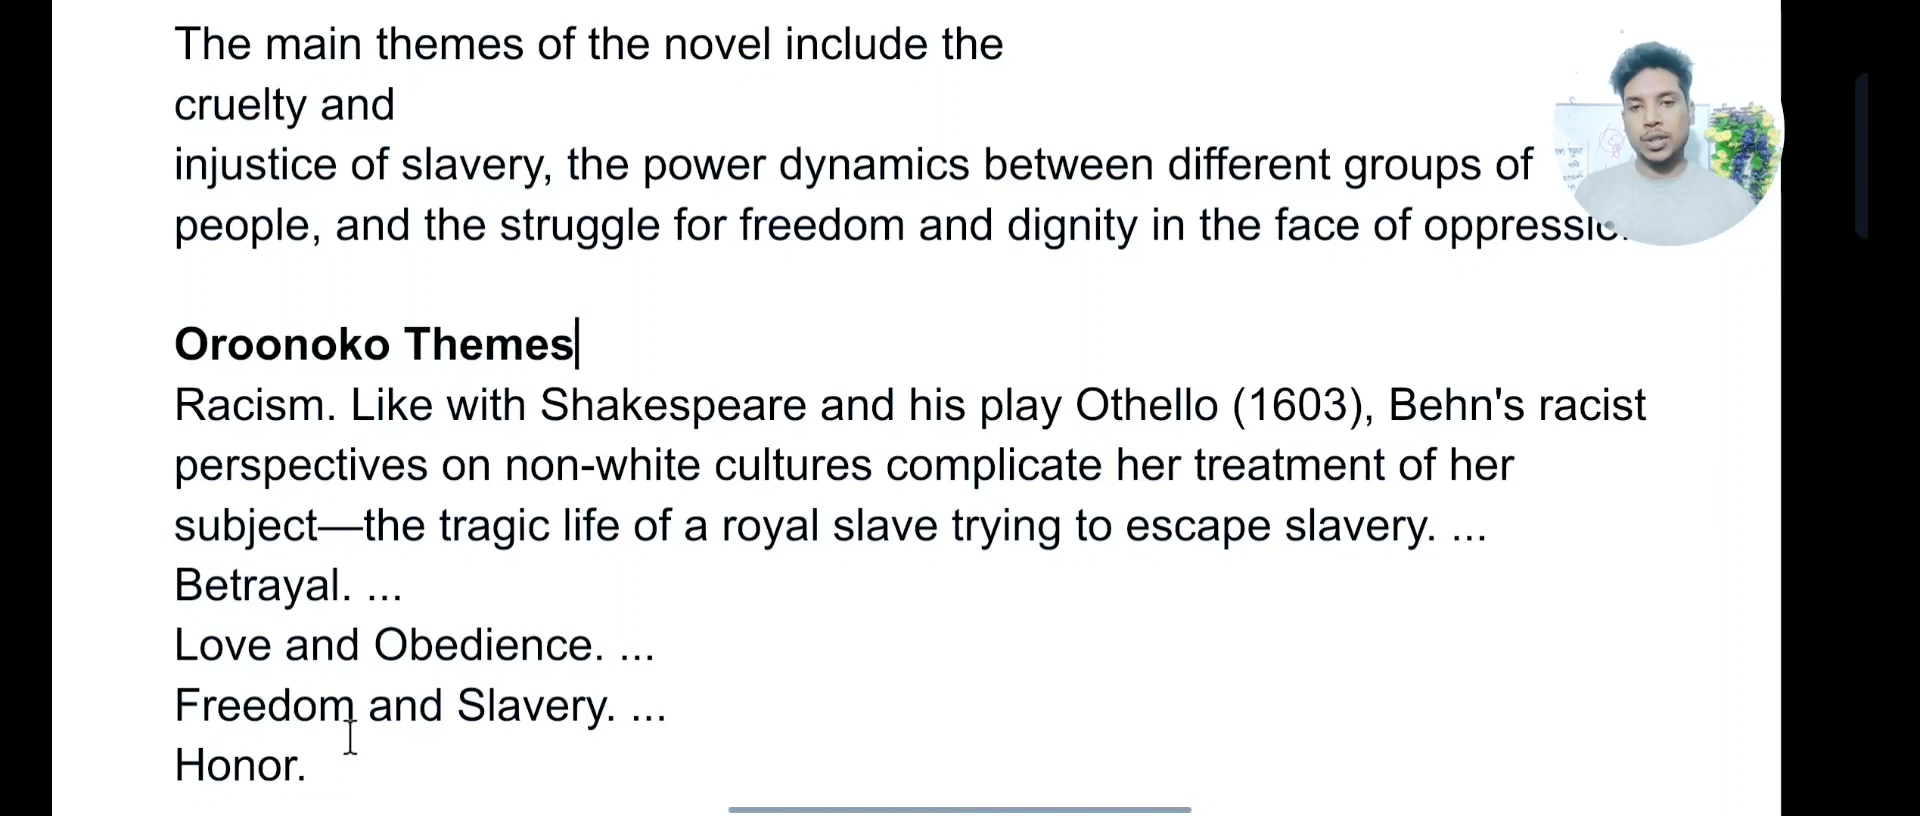 The main themes of the novel include the
cruelty and
injustice of slavery, the power dynamics between different groups of
people, and the struggle for freedom and dignity in the face of
Oroonoko Themes
Racism. Like with Shakespeare and his play Othello (1603), Behn's racist
perspectives on non-white cultures complicate her treatment of her
subject—the tragic life of a royal slave trying to escape slavery. ...
Betrayal. ...
Love and Obedience. ...
Freedom and Slavery. ...
Honor.